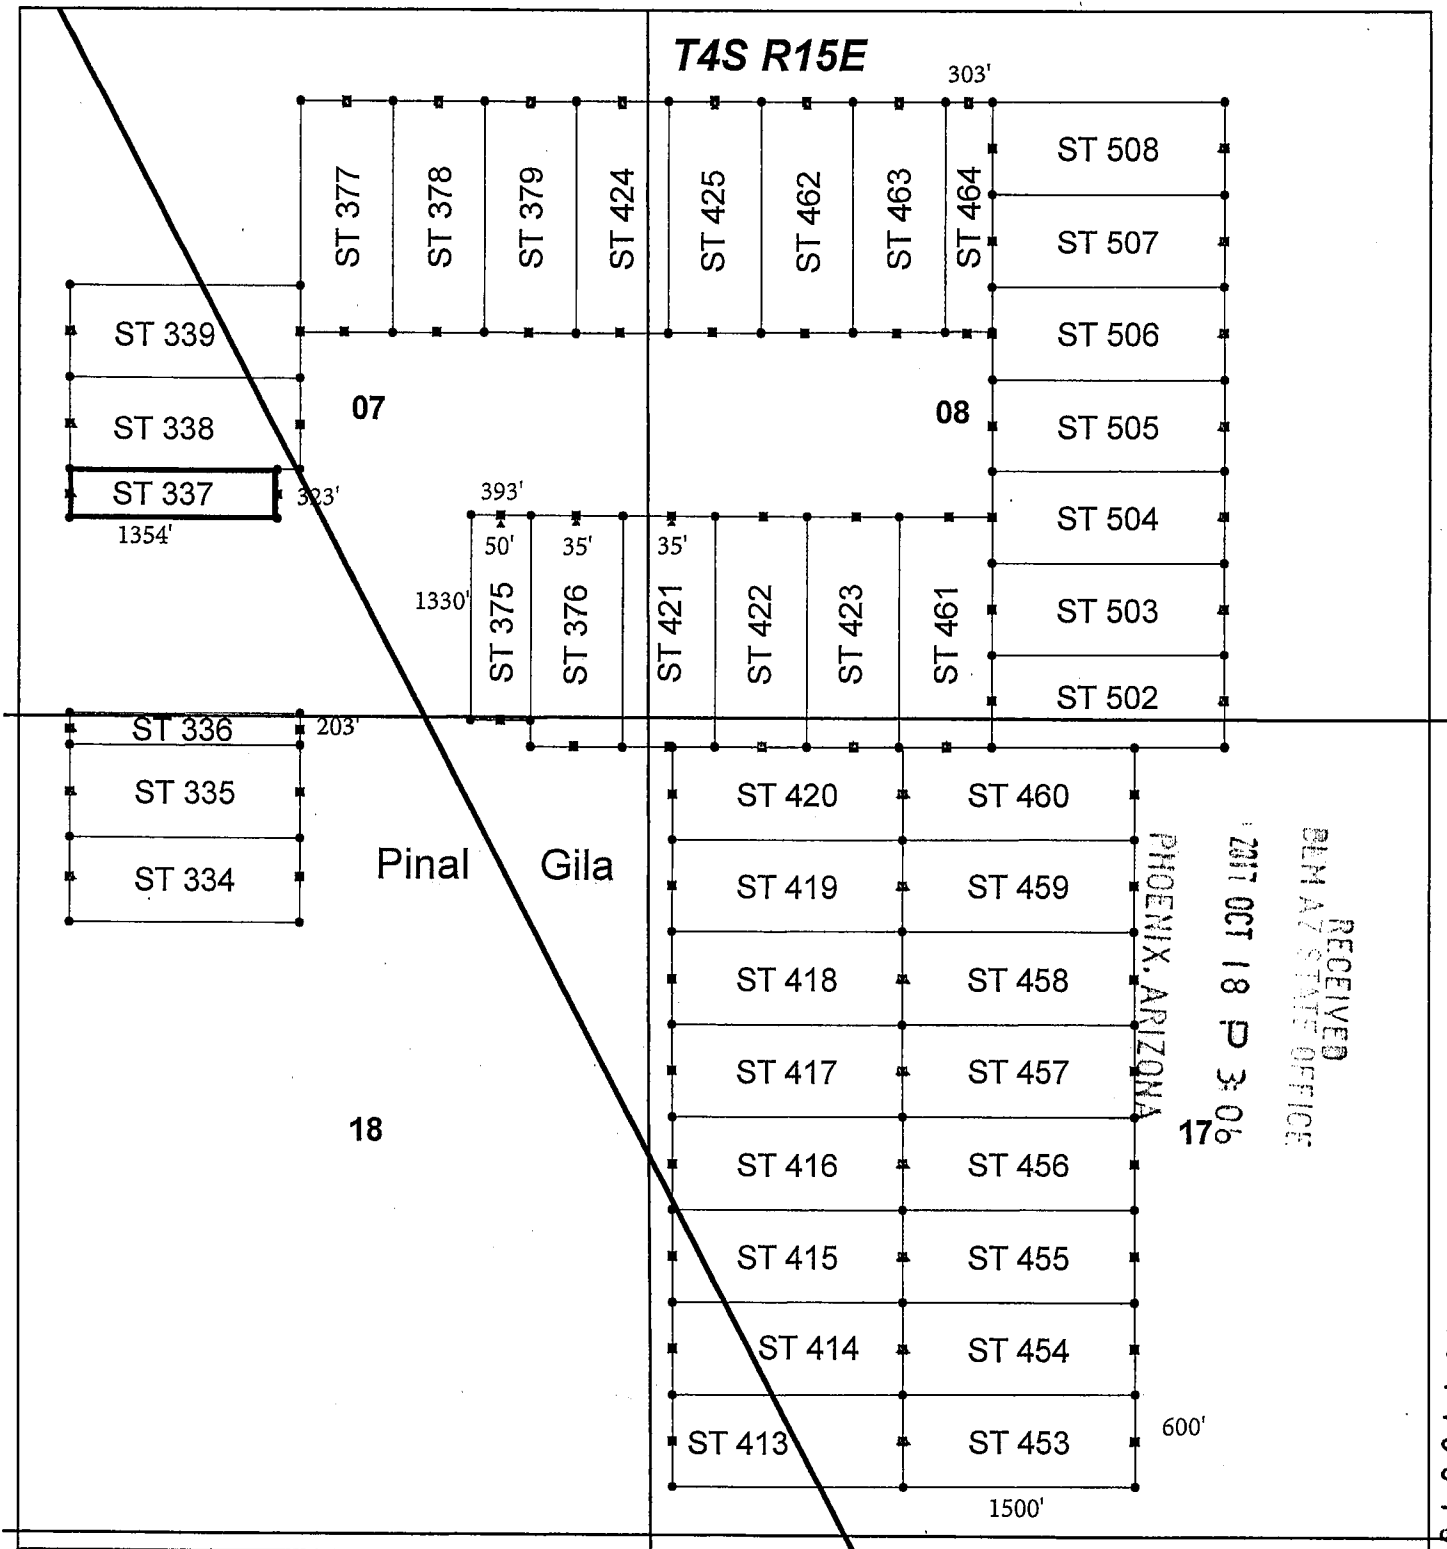 T4S R15E
303'
ST 377
ST 378
ST 379
ST 424
ST 425
ST 462
ST 463
ST 464
ST 508
ST 507
ST 506
ST 505
ST 504
ST 503
ST 502
ST 339
ST 338
ST 337
323'
1354'
07
08
393'
50'
35'
35'
1330'
ST 375
ST 376
ST 421
ST 422
ST 423
ST 461
ST 336
203'
ST 335
ST 334
Pinal
Gila
ST 420
ST 460
ST 419
ST 459
ST 418
ST 458
ST 417
ST 457
ST 416
ST 456
ST 415
ST 455
ST 414
ST 454
ST 413
ST 453
18
17
600'
1500'
RECEIVED
BLM AZ STATE OFFICE
2017 OCT 18 P 3:06
PHOENIX, ARIZONA